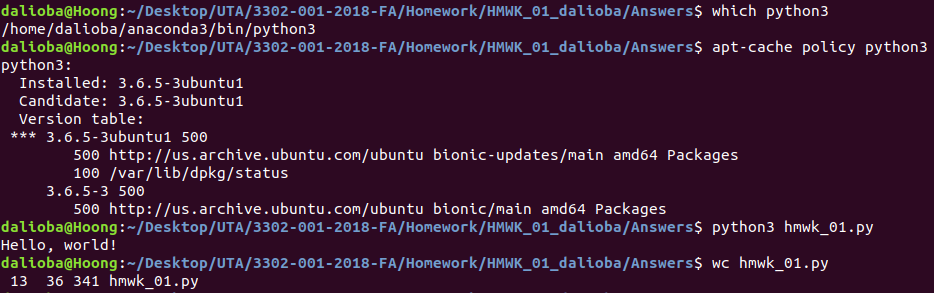 dalioba@Hoong:~/Desktop/UTA/3302-001-2018-FA/Homework/HMWK_01_dalioba/Answers$ which python3
/home/dalioba/anaconda3/bin/python3
dalioba@Hoong:~/Desktop/UTA/3302-001-2018-FA/Homework/HMWK_01_dalioba/Answers$ apt-cache policy python3
python3:
  Installed: 3.6.5-3ubuntu1
  Candidate: 3.6.5-3ubuntu1
  Version table:
 *** 3.6.5-3ubuntu1 500
        500 http://us.archive.ubuntu.com/ubuntu bionic-updates/main amd64 Packages
        100 /var/lib/dpkg/status
     3.6.5-3 500
        500 http://us.archive.ubuntu.com/ubuntu bionic/main amd64 Packages
dalioba@Hoong:~/Desktop/UTA/3302-001-2018-FA/Homework/HMWK_01_dalioba/Answers$ python3 hmwk_01.py
Hello, world!
dalioba@Hoong:~/Desktop/UTA/3302-001-2018-FA/Homework/HMWK_01_dalioba/Answers$ wc hmwk_01.py
 13  36 341 hmwk_01.py